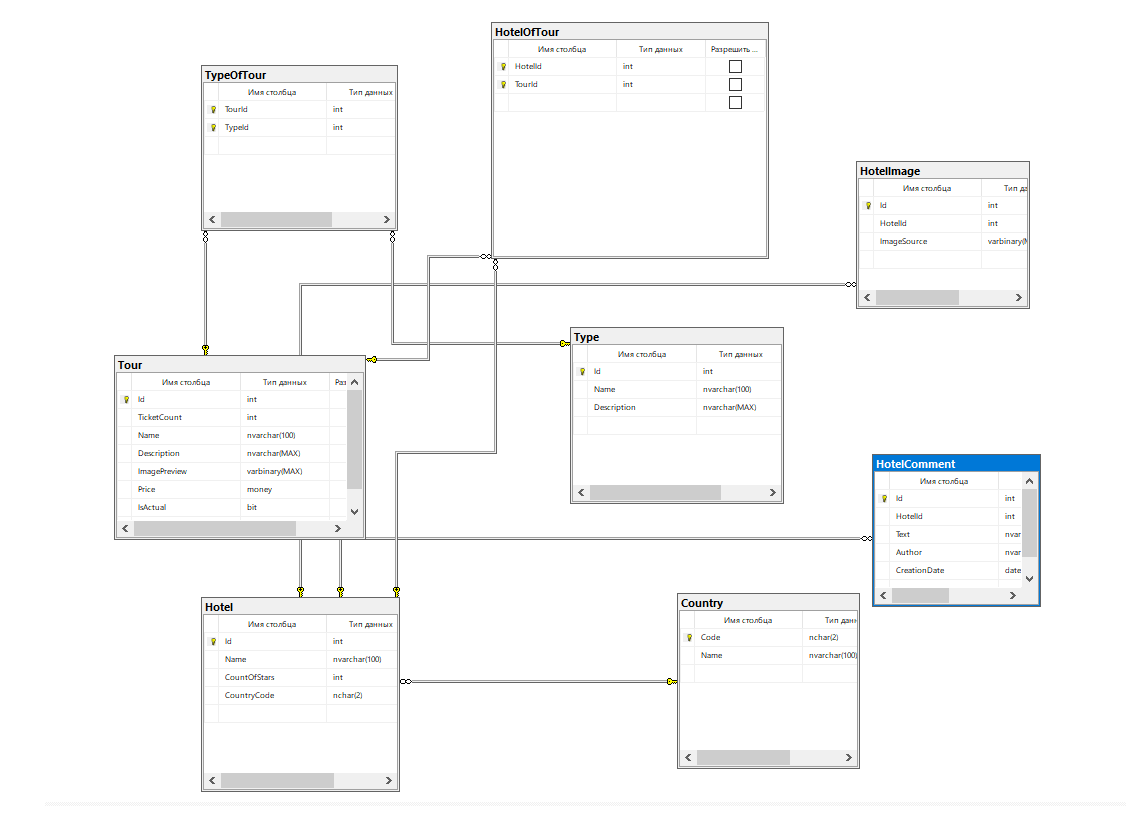 HotelOfTour
Имя столбца Тип данных Разрешить ...
HotelId int
TourId int
TypeOfTour
Имя столбца Тип данных
TourId int
TypeId int
HotelImage
Имя столбца Тип да
Id int
HotelId int
ImageSource varbinary(M
Type
Имя столбца Тип данных
Id int
Name nvarchar(100)
Description nvarchar(MAX)
Tour
Имя столбца Тип данных Раз
Id int
TicketCount int
Name nvarchar(100)
Description nvarchar(MAX)
ImagePreview varbinary(MAX)
Price money
IsActual bit
HotelComment
Имя столбца
Id int
HotelId int
Text nvar
Author nvar
CreationDate date
Hotel
Имя столбца Тип данных
Id int
Name nvarchar(100)
CountOfStars int
CountryCode nchar(2)
Country
Имя столбца Тип данн
Code nchar(2)
Name nvarchar(100)